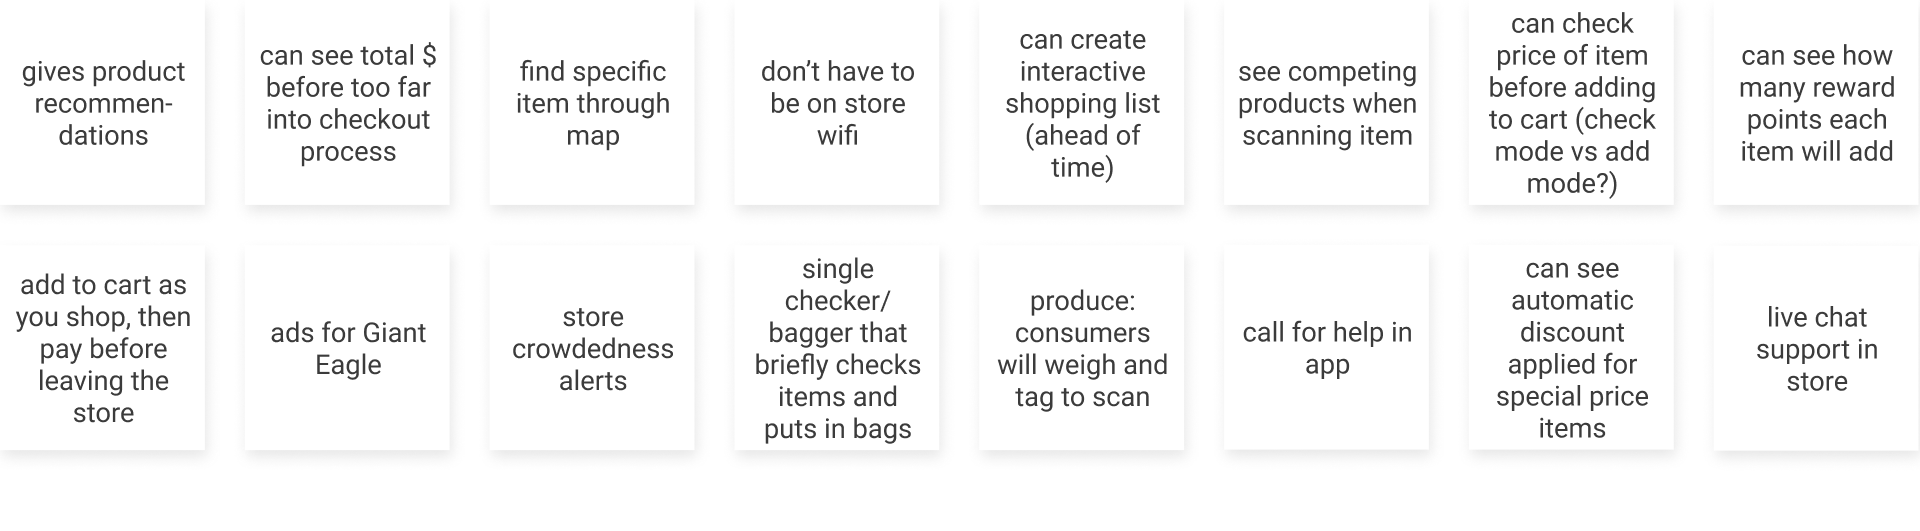 gives product
recommen-
dations
can see total $
before too far
into checkout
process
find specific
item through
map
don’t have to
be on store
wifi
can create
interactive
shopping list
(ahead of
time)
see competing
products when
scanning item
can check
price of item
before adding
to cart (check
mode vs add
mode?)
can see how
many reward
points each
item will add
add to cart as
you shop, then
pay before
leaving the
store
ads for Giant
Eagle
store
crowdedness
alerts
single
checker/
bagger that
briefly checks
items and
puts in bags
produce:
consumers
will weigh and
tag to scan
call for help in
app
can see
automatic
discount
applied for
special price
items
live chat
support in
store